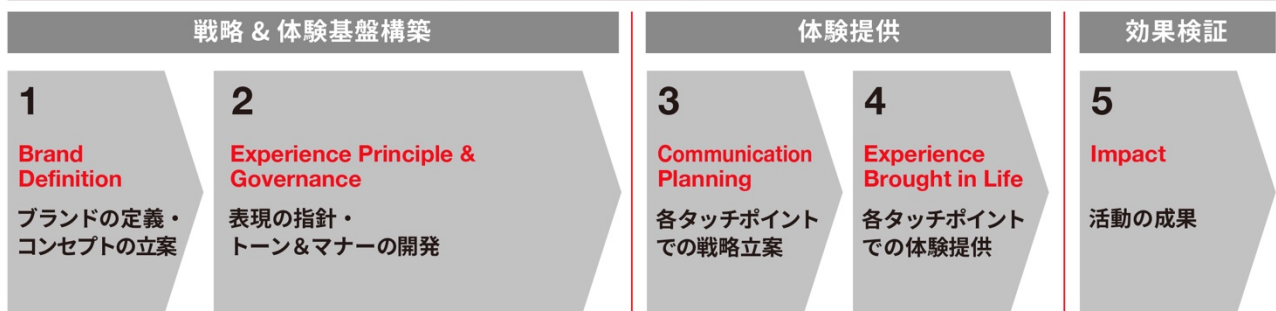 戦略 & 体験基盤構築
体験提供
効果検証
1
Brand
Definition
ブランドの定義・
コンセプトの立案
2
Experience Principle &
Governance
表現の指針・
トーン&マナーの開発
3
Communication
Planning
各タッチポイント
での戦略立案
4
Experience
Brought in Life
各タッチポイント
での体験提供
5
Impact
活動の成果